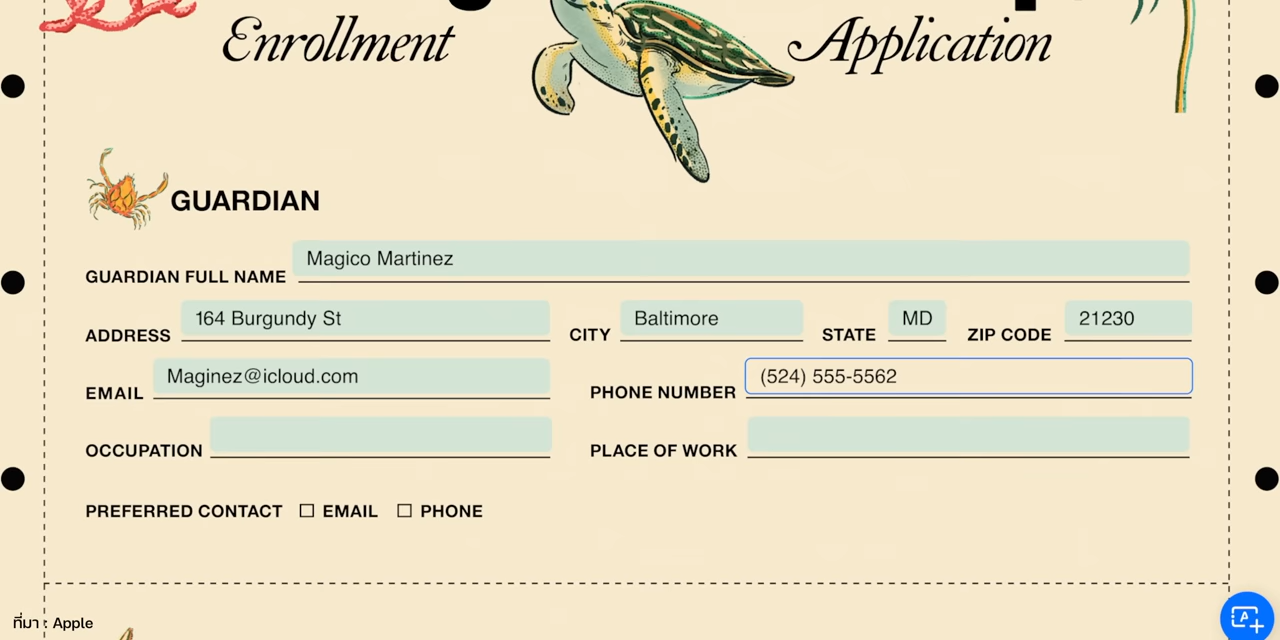 Enrollment Application
GUARDIAN
GUARDIAN FULL NAME Magico Martinez
ADDRESS 164 Burgundy St CITY Baltimore STATE MD ZIP CODE 21230
EMAIL Maginez@icloud.com PHONE NUMBER (524) 555-5562
OCCUPATION PLACE OF WORK
PREFERRED CONTACT ☐ EMAIL ☐ PHONE
ที่มา : Apple
A